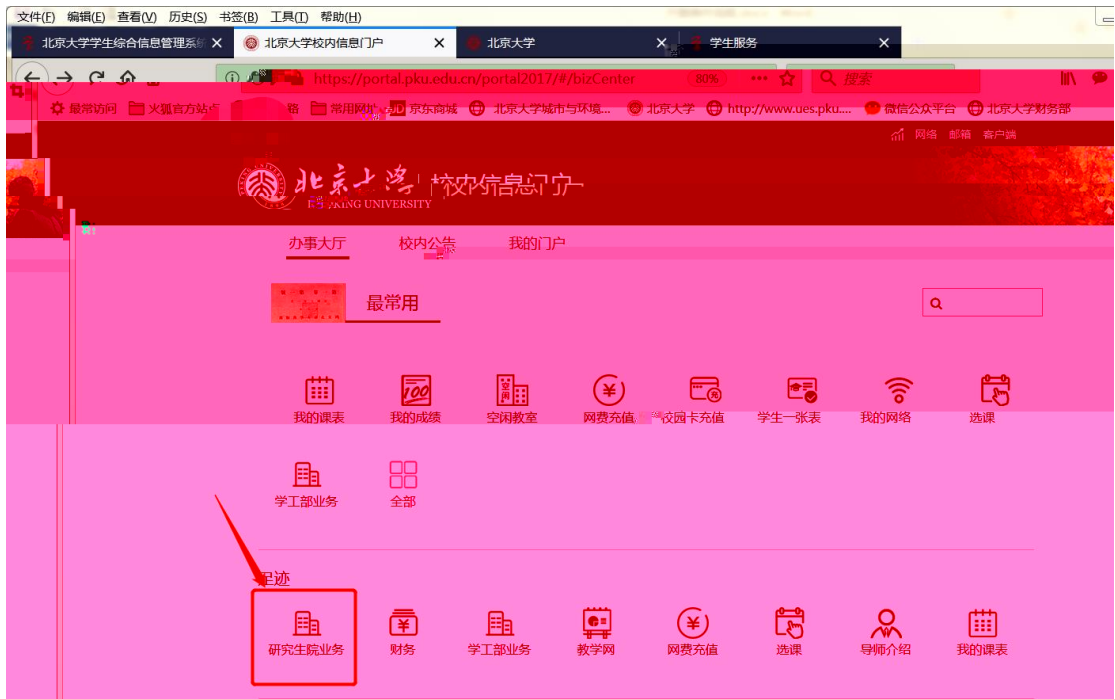 文件(F) 编辑(E) 查看(V) 历史(S) 书签(B) 工具(T) 帮助(H)
北京大学学生综合信息管理系统 北京大学校内信息门户 北京大学 学生服务
https://portal.pku.edu.cn/portal2017/#/bizCenter 80% 搜索
最常访问 火狐官方站点 常用网址 JD 京东商城 北京大学城市与环境... 北京大学 http://www.ues.pku.... 微信公众平台 北京大学财务部
网络 邮箱 客户端
北京大学 校内信息门户
PEKING UNIVERSITY
办事大厅 校内公告 我的门户
最常用
我的课表 我的成绩 空闲教室 网费充值 校园卡充值 学生一张表 我的网络 选课
学工部业务 全部
足迹
研究生院业务 财务 学工部业务 教学网 网费充值 选课 导师介绍 我的课表